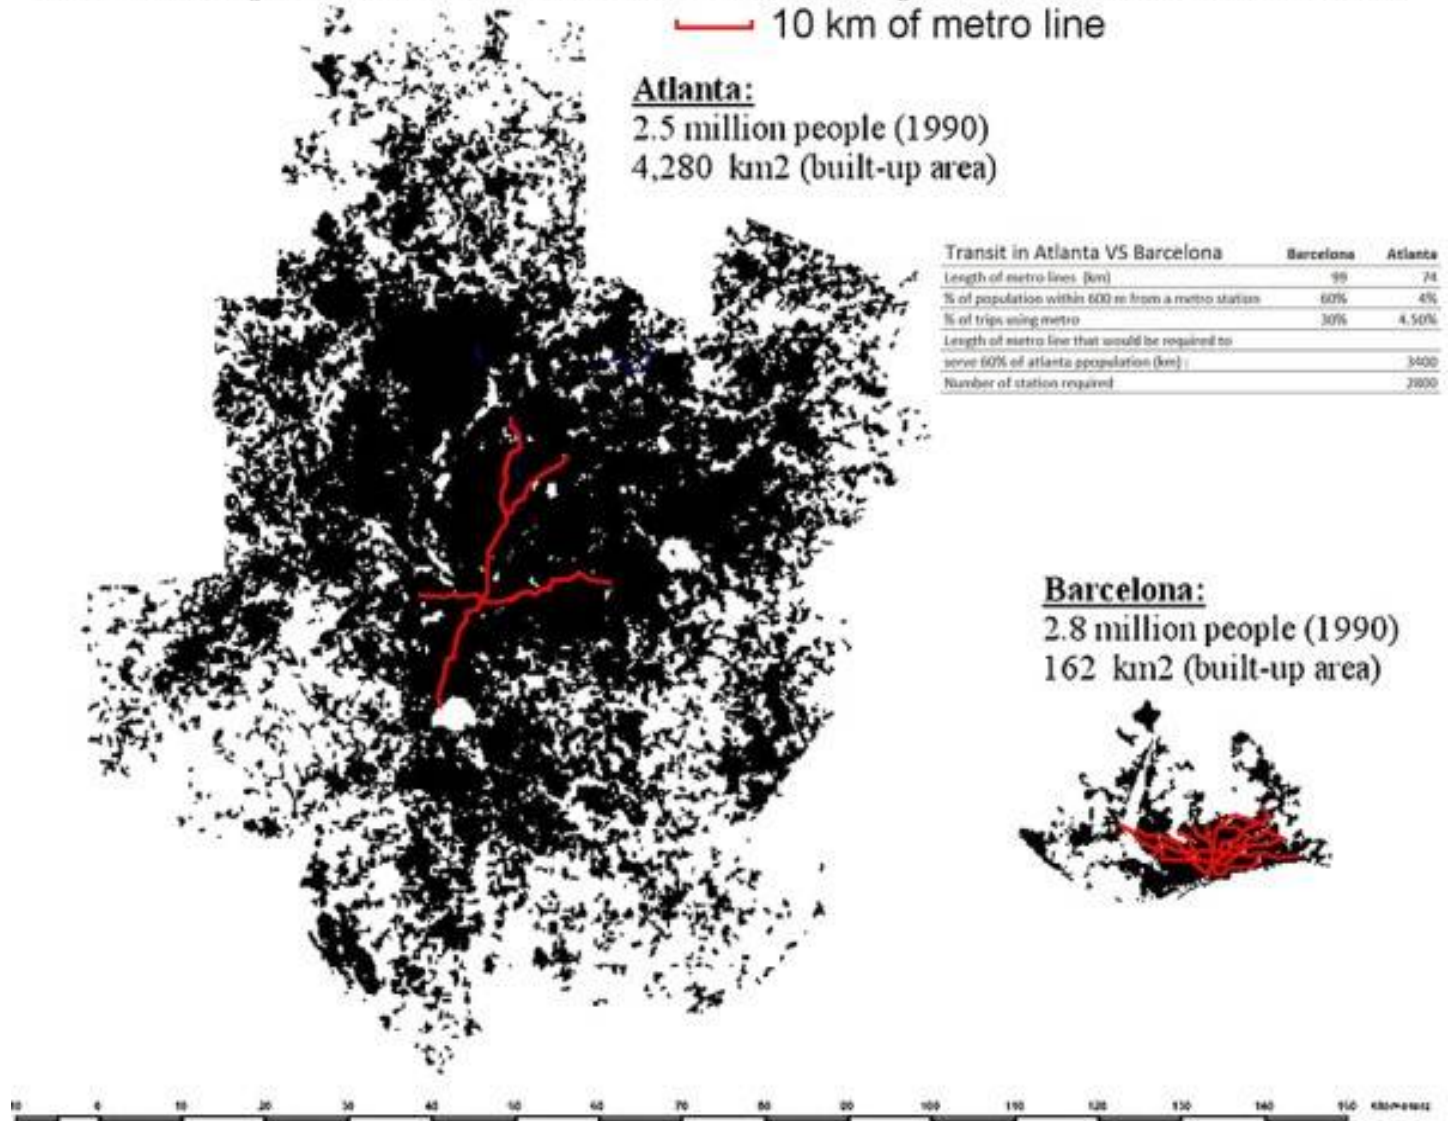 10 km of metro line
Atlanta:
2.5 million people (1990)
4,280 km2 (built-up area)
Transit in Atlanta VS Barcelona Barcelona Atlanta
Length of metro lines (km) 99 74
% of population within 600 m from a metro station 60% 4%
% of trips using metro 30% 4.50%
Length of metro line that would be required to
serve 60% of atlanta ppopulation (km) : 3400
Number of station required 2800
Barcelona:
2.8 million people (1990)
162 km2 (built-up area)
10 0 10 20 30 40 50 60 70 80 90 100 110 120 130 140 150